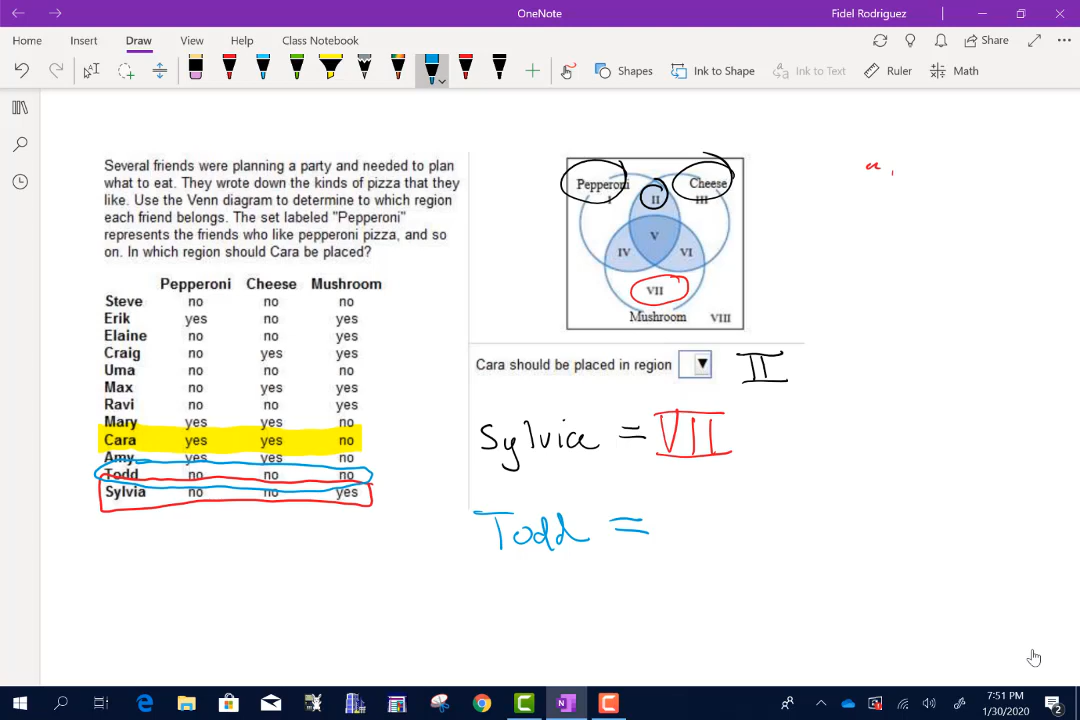 OneNote
Fidel Rodriguez
Home Insert Draw View Help Class Notebook
Share
Shapes Ink to Shape Ink to Text Ruler Math
Several friends were planning a party and needed to plan
what to eat. They wrote down the kinds of pizza that they
like. Use the Venn diagram to determine to which region
each friend belongs. The set labeled "Pepperoni"
represents the friends who like pepperoni pizza, and so
on. In which region should Cara be placed?
Pepperoni Cheese Mushroom
Steve no no no
Erik yes no yes
Elaine no no yes
Craig no yes yes
Uma no no no
Max no yes yes
Ravi no no yes
Mary yes yes no
Cara yes yes no
Amy yes yes no
Todd no no no
Sylvia no no yes
Pepperoni Cheese
I II III
V
IV VI
VII
Mushroom VIII
Cara should be placed in region II
Sylvia = VII
Todd =
7:51 PM
1/30/2020
2